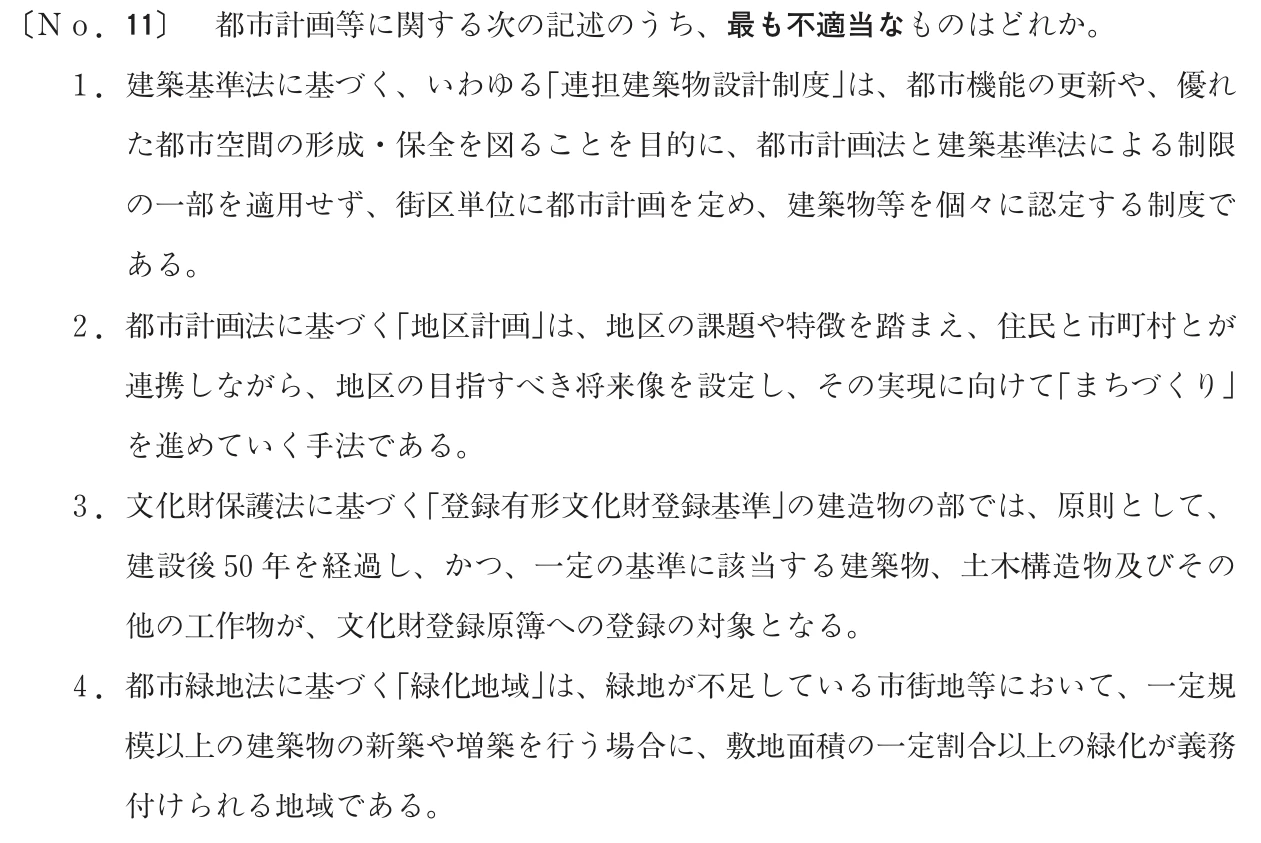 〔Ｎｏ．11〕　都市計画等に関する次の記述のうち、最も不適当なものはどれか。
１．建築基準法に基づく、いわゆる「連担建築物設計制度」は、都市機能の更新や、優れ
た都市空間の形成・保全を図ることを目的に、都市計画法と建築基準法による制限
の一部を適用せず、街区単位に都市計画を定め、建築物等を個々に認定する制度で
ある。
２．都市計画法に基づく「地区計画」は、地区の課題や特徴を踏まえ、住民と市町村とが
連携しながら、地区の目指すべき将来像を設定し、その実現に向けて「まちづくり」
を進めていく手法である。
３．文化財保護法に基づく「登録有形文化財登録基準」の建造物の部では、原則として、
建設後 50 年を経過し、かつ、一定の基準に該当する建築物、土木構造物及びその
他の工作物が、文化財登録原簿への登録の対象となる。
４．都市緑地法に基づく「緑化地域」は、緑地が不足している市街地等において、一定規
模以上の建築物の新築や増築を行う場合に、敷地面積の一定割合以上の緑化が義務
付けられる地域である。